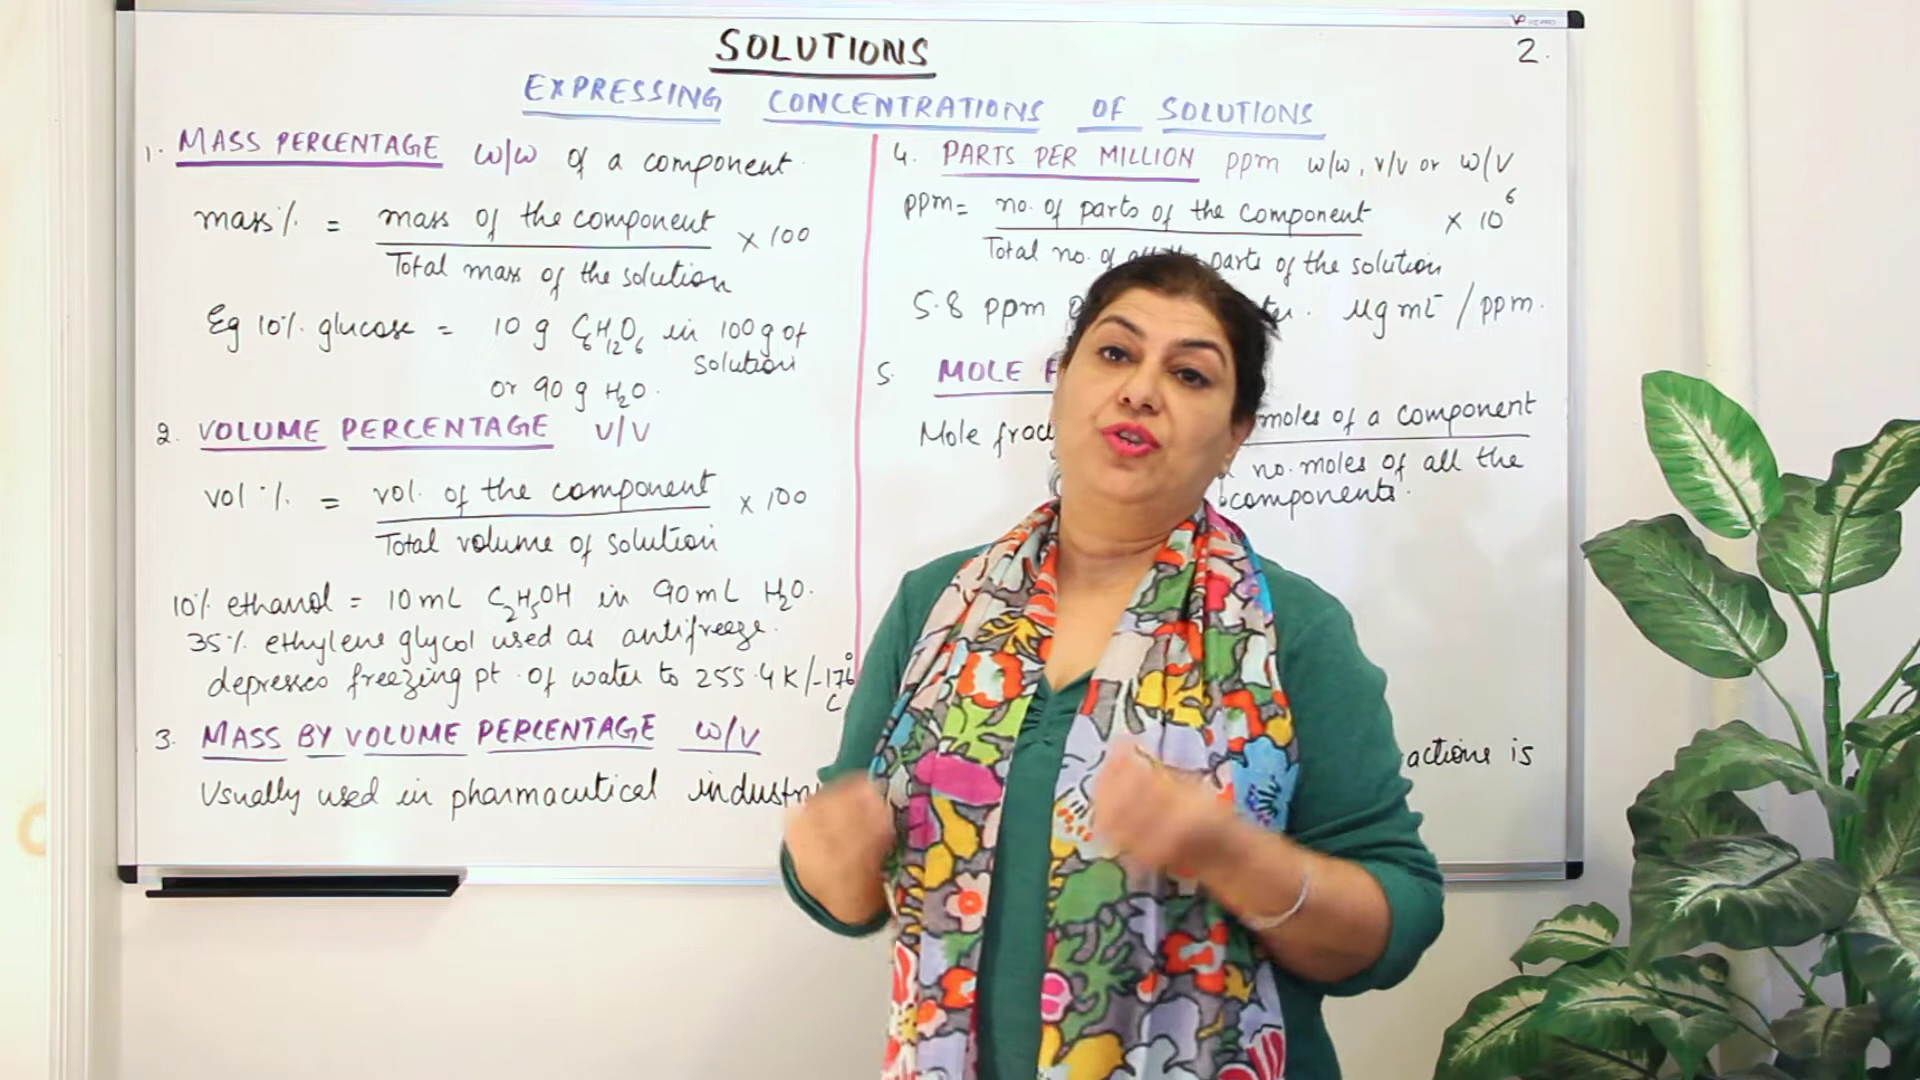 SOLUTIONS
2.
EXPRESSING CONCENTRATIONS OF SOLUTIONS
1. MASS PERCENTAGE w/w of a component.
mass % = mass of the component × 100
Total mass of the solution
Eg 10% glucose = 10 g C6H12O6 in 100g of
solution
or 90 g H2O.
2. VOLUME PERCENTAGE V/V
vol % = vol. of the component × 100
Total volume of solution
10% ethanol = 10 mL C2H5OH in 90 mL H2O.
35% ethylene glycol used as antifreeze.
depresses freezing pt. of water to 255.4 K/-17.6°
C
3. MASS BY VOLUME PERCENTAGE W/V
Usually used in pharmacutical
4. PARTS PER MILLION ppm w/w, v/v or w/V
ppm = no. of parts of the component × 10^6
Total no. of parts of the solution
5.8 ppm µg mL- / ppm.
5. MOLE
Mole moles of a component
no. moles of all the
components.
is